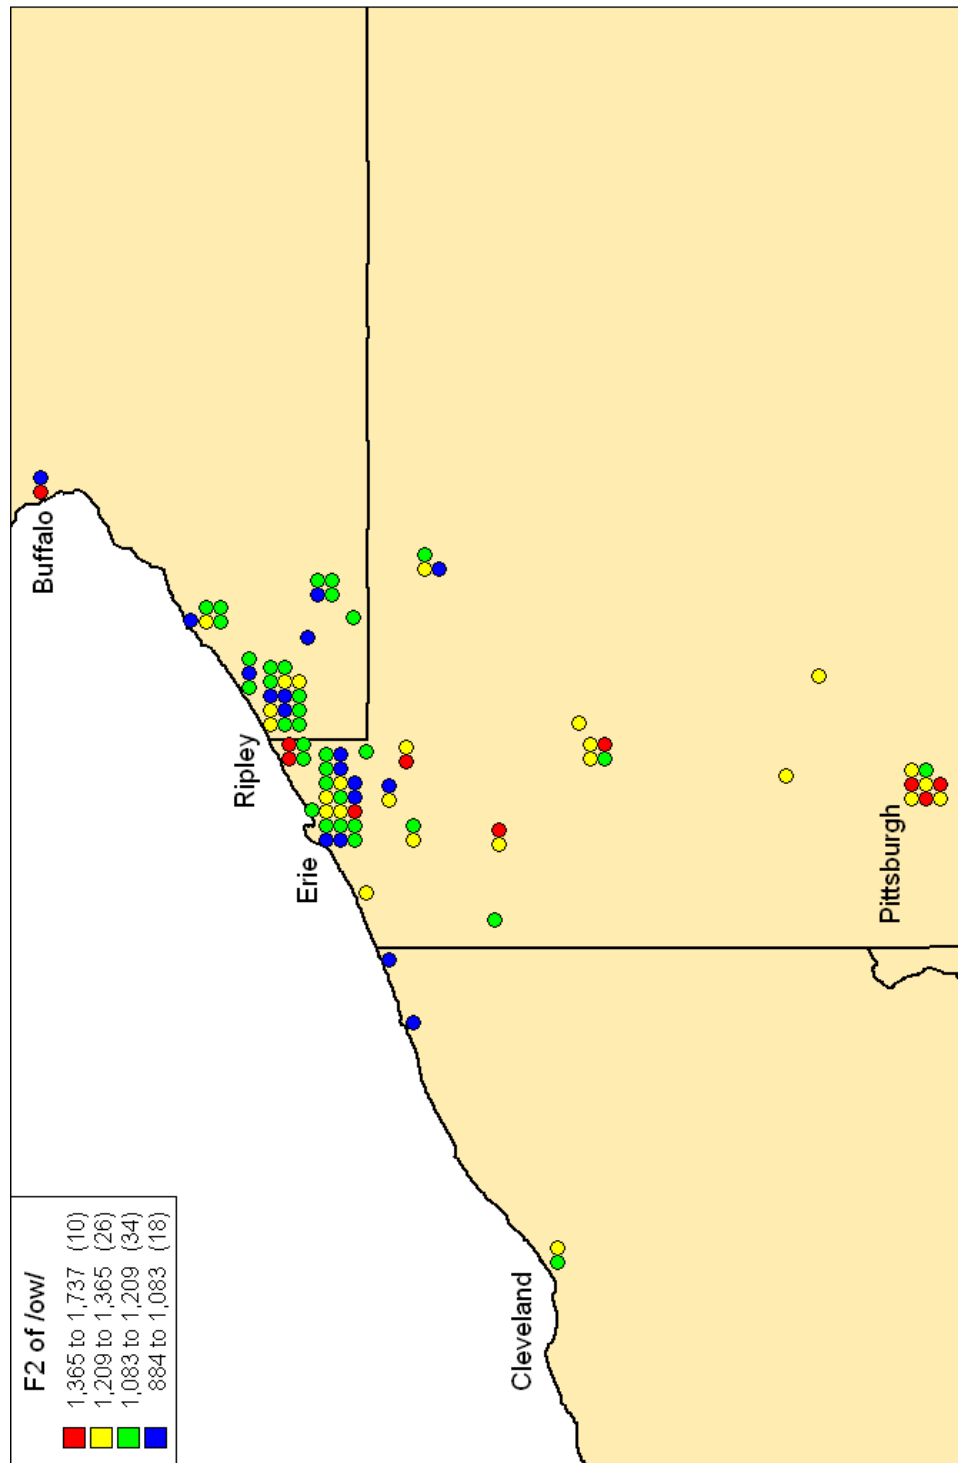 F2 of /ow/
1,365 to 1,737 (10)
1,209 to 1,365 (26)
1,083 to 1,209 (34)
884 to 1,083 (18)
Buffalo
Ripley
Erie
Cleveland
Pittsburgh